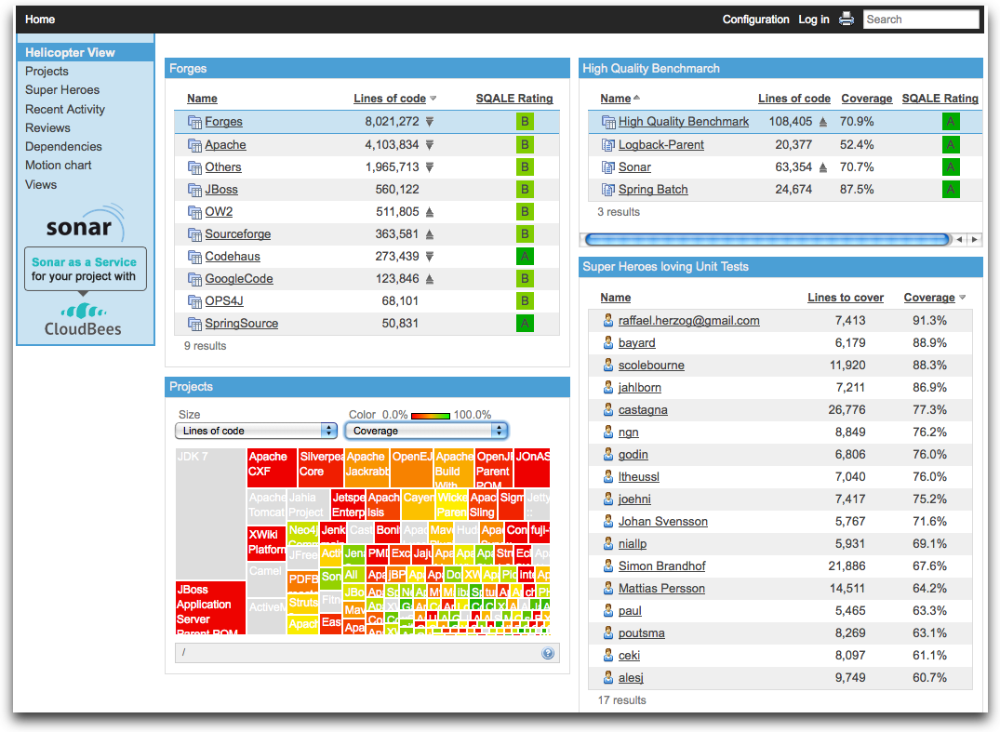 Home
Configuration Log in
Search
Helicopter View
Projects
Super Heroes
Recent Activity
Reviews
Dependencies
Motion chart
Views
sonar
Sonar as a Service
for your project with
CloudBees
Forges
Name Lines of code SQALE Rating
Forges 8,021,272 B
Apache 4,103,834 B
Others 1,965,713 B
JBoss 560,122 B
OW2 511,805 B
Sourceforge 363,581 B
Codehaus 273,439 A
GoogleCode 123,846 B
OPS4J 68,101 B
SpringSource 50,831 A
9 results
Projects
Size
Color 0.0% 100.0%
Lines of code
Coverage
JDK 7
Apache
CXF
Silverpea
Core
Apache
Jackrabb
OpenEJ
Apache
Build
With
OpenJI
Parent
POM
JOnAS
Apache
Tomcat
Jahia
Project
Jetspe
Enterp
Apach
Isis
Cayen
Wicke
Paren
Apac
Sling
Sigm
Jetty
::
XWiki
Platforn
Neo4j
Jenk
Cast
Boni
Apac
Mave
Hud
Apa
Con
fuji-
JFree
Acti
Jena
PMD
Exc
Jaju
Apa
Ap
Stru
Ecl
Camel
PDFB
Son
All
ActiveM
Struts
Fitn
JBo
Mav
Apach
Eas
Apa
JBoss
Application
Server
Parent POM
/
High Quality Benchmarch
Name Lines of code Coverage SQALE Rating
High Quality Benchmark 108,405 70.9% A
Logback-Parent 20,377 52.4% A
Sonar 63,354 70.7% A
Spring Batch 24,674 87.5% A
3 results
Super Heroes loving Unit Tests
Name Lines to cover Coverage
raffael.herzog@gmail.com 7,413 91.3%
bayard 6,179 88.9%
scolebourne 11,920 88.3%
jahlborn 7,211 86.9%
castagna 26,776 77.3%
ngn 8,849 76.2%
godin 6,806 76.0%
ltheussl 7,040 76.0%
joehni 7,417 75.2%
Johan Svensson 5,767 71.6%
niallp 5,931 69.1%
Simon Brandhof 21,886 67.6%
Mattias Persson 14,511 64.2%
paul 5,465 63.3%
poutsma 8,269 63.1%
ceki 8,097 61.1%
alesj 9,749 60.7%
17 results